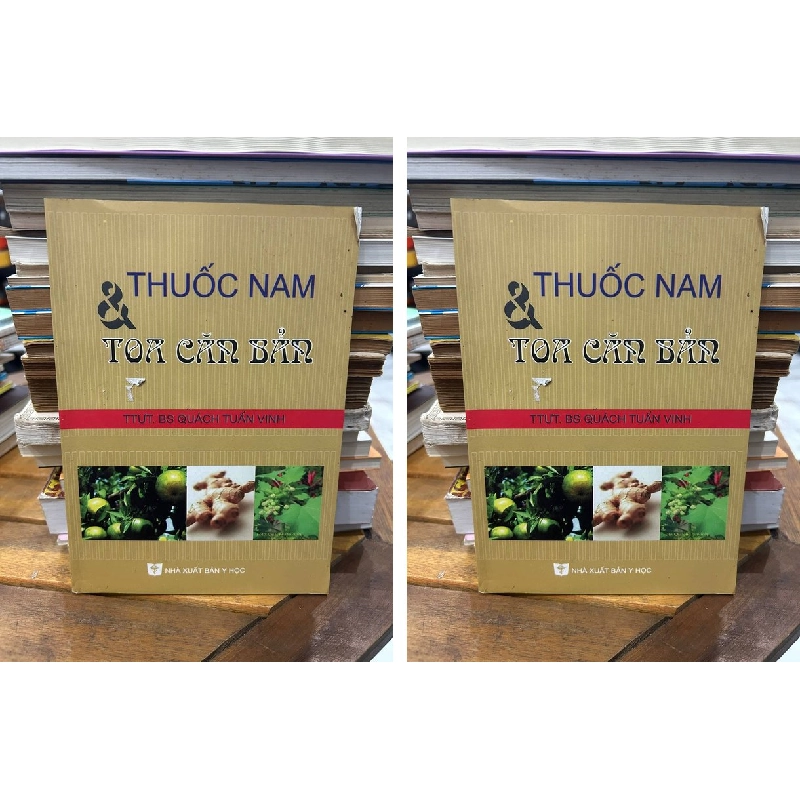 THUỐC NAM
&
TOA CĂN BẢN
TTƯT. BS QUÁCH TUẤN VINH
NHÀ XUẤT BẢN Y HỌC
THUỐC NAM
&
TOA CĂN BẢN
TTƯT. BS QUÁCH TUẤN VINH
NHÀ XUẤT BẢN Y HỌC